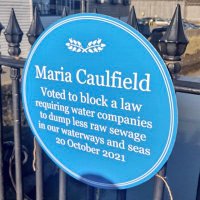 Maria Caulfield
Voted to block a law
requiring water companies
to dump less raw sewage
in our waterways and seas
20 October 2021